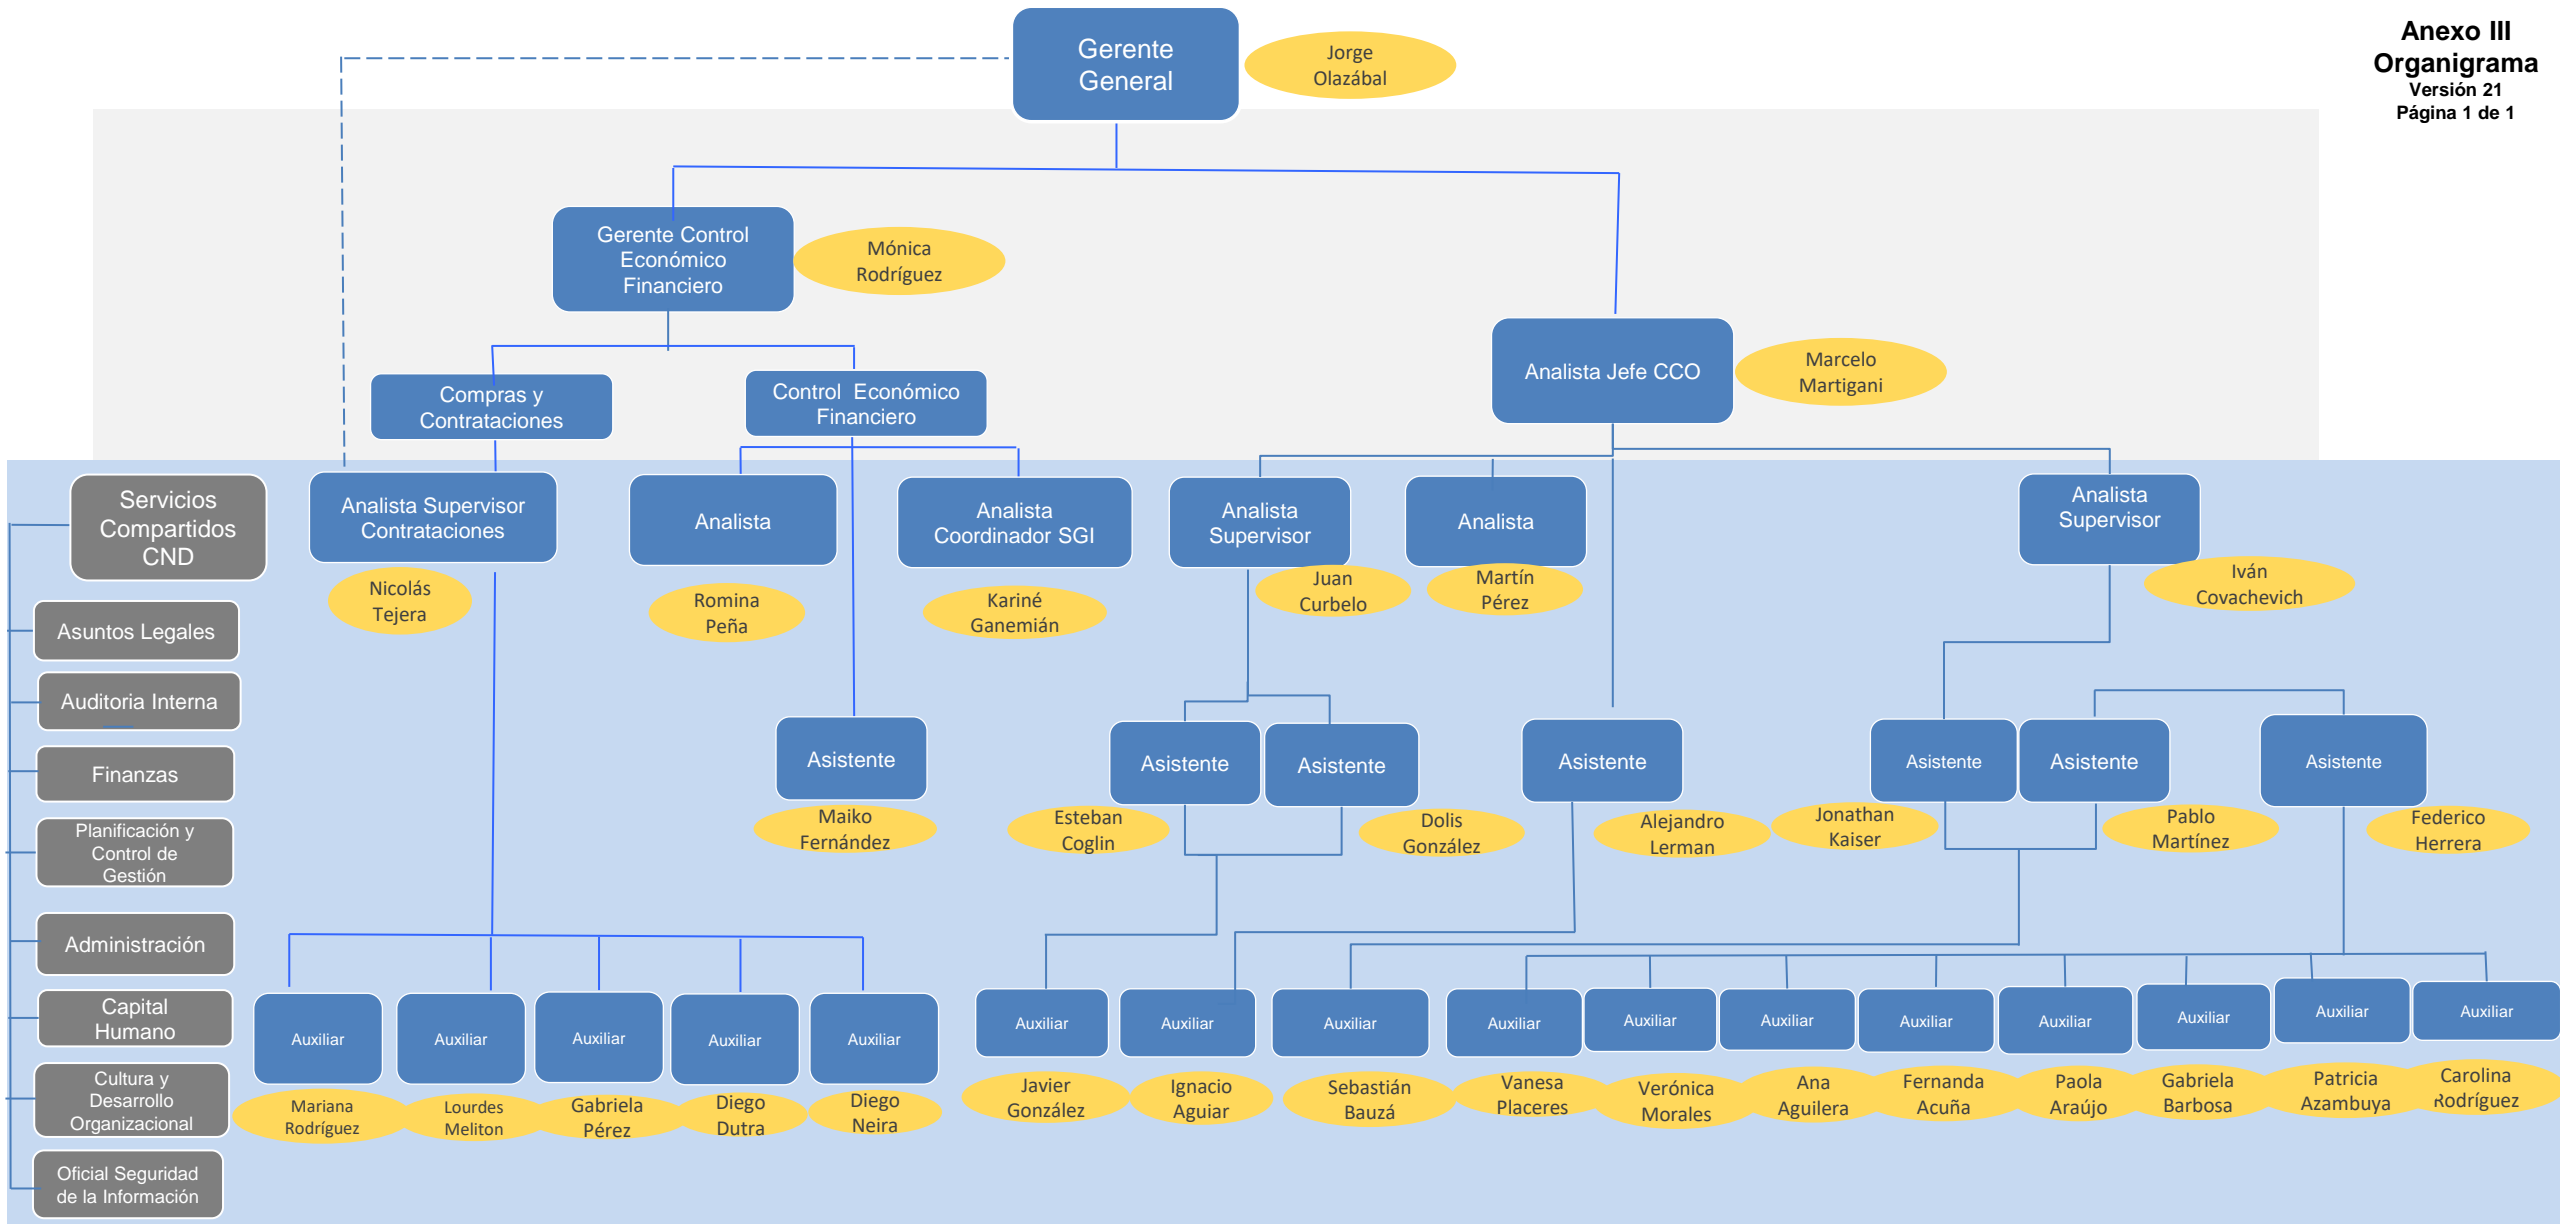 Anexo III
Organigrama
Versión 21
Página 1 de 1
Gerente
General
Jorge
Olazábal
Gerente Control
Económico
Financiero
Mónica
Rodríguez
Analista Jefe CCO
Marcelo
Martigani
Compras y
Contrataciones
Control Económico
Financiero
Servicios
Compartidos
CND
Asuntos Legales
Auditoria Interna
Finanzas
Planificación y
Control de
Gestión
Administración
Capital
Humano
Cultura y
Desarrollo
Organizacional
Oficial Seguridad
de la Información
Analista Supervisor
Contrataciones
Nicolás
Tejera
Analista
Romina
Peña
Analista
Coordinador SGI
Kariné
Ganemián
Analista
Supervisor
Juan
Curbelo
Analista
Martín
Pérez
Analista
Supervisor
Iván
Covachevich
Asistente
Maiko
Fernández
Asistente
Esteban
Coglin
Asistente
Dolis
González
Asistente
Alejandro
Lerman
Asistente
Jonathan
Kaiser
Asistente
Pablo
Martínez
Asistente
Federico
Herrera
Auxiliar
Mariana
Rodríguez
Auxiliar
Lourdes
Meliton
Auxiliar
Gabriela
Pérez
Auxiliar
Diego
Dutra
Auxiliar
Diego
Neira
Auxiliar
Javier
González
Auxiliar
Ignacio
Aguiar
Auxiliar
Sebastián
Bauzá
Auxiliar
Vanesa
Placeres
Auxiliar
Verónica
Morales
Auxiliar
Ana
Aguilera
Auxiliar
Fernanda
Acuña
Auxiliar
Paola
Araújo
Auxiliar
Gabriela
Barbosa
Auxiliar
Patricia
Azambuya
Auxiliar
Carolina
Rodríguez